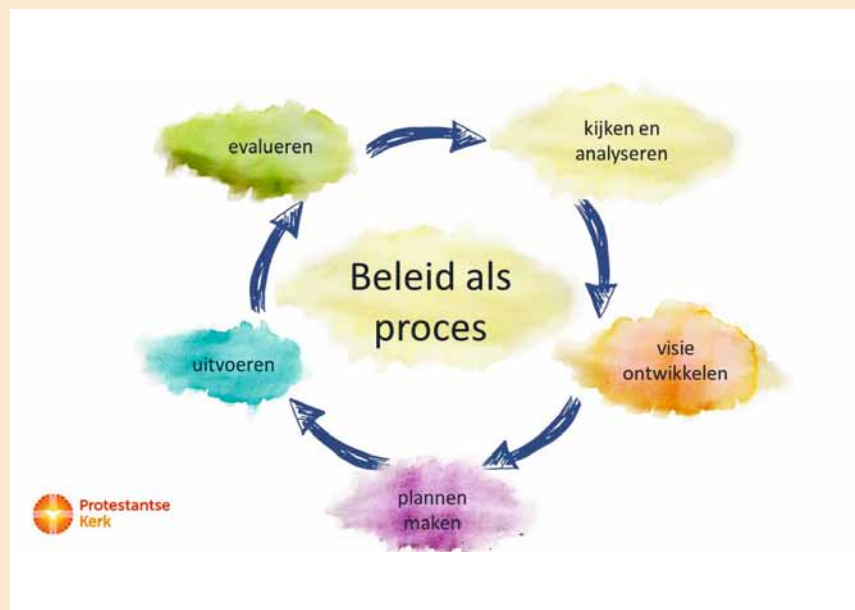 evalueren
kijken en
analyseren
Beleid als
proces
uitvoeren
visie
ontwikkelen
plannen
maken
Protestantse
Kerk